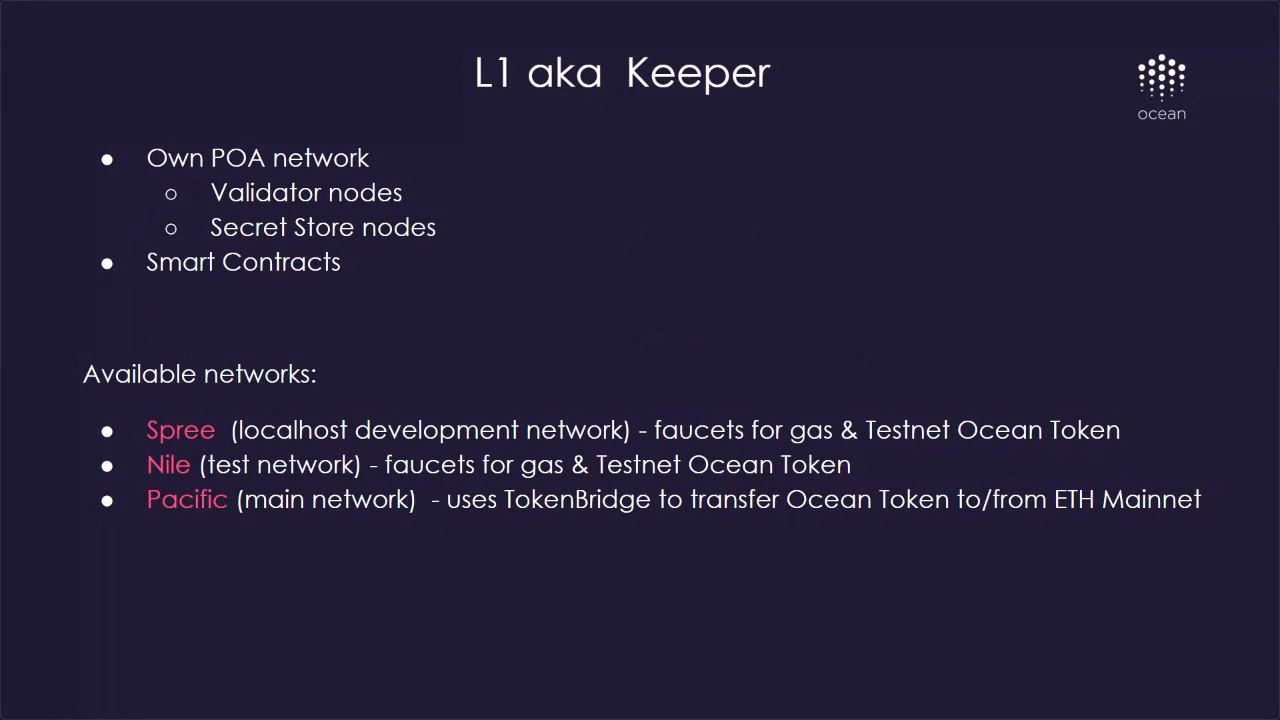 L1 aka Keeper
ocean
● Own POA network
○ Validator nodes
○ Secret Store nodes
● Smart Contracts
Available networks:
● Spree (localhost development network) - faucets for gas & Testnet Ocean Token
● Nile (test network) - faucets for gas & Testnet Ocean Token
● Pacific (main network) - uses TokenBridge to transfer Ocean Token to/from ETH Mainnet